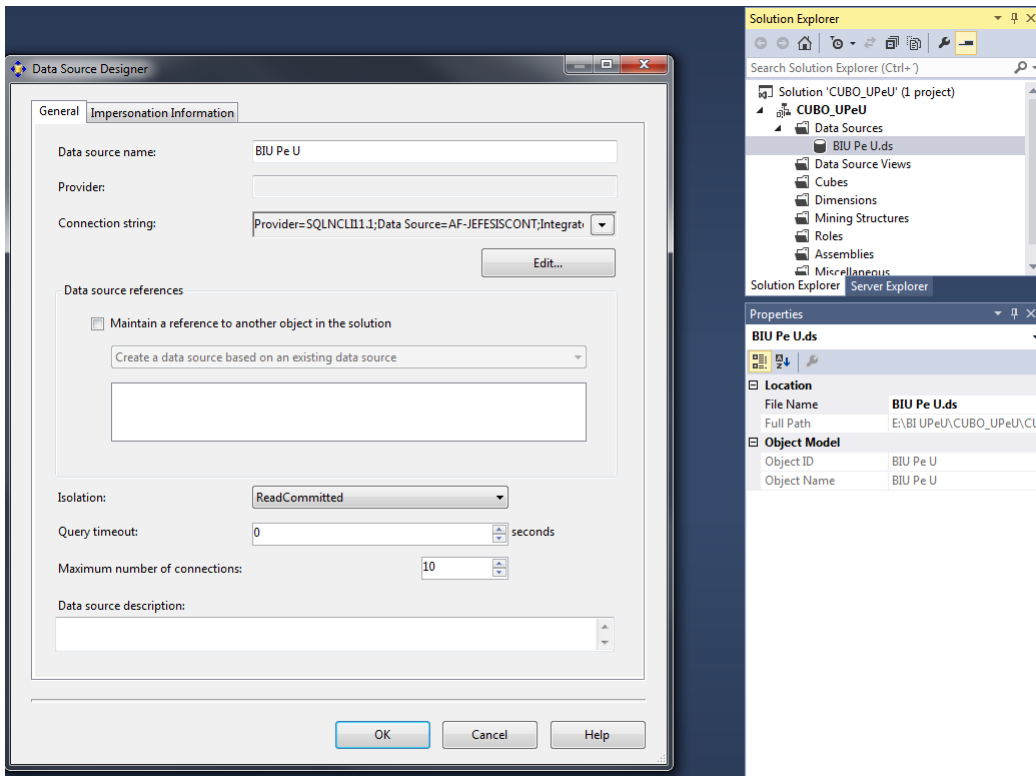 Data Source Designer
General
Impersonation Information
Data source name:
BIU Pe U
Provider:
Connection string:
Provider=SQLNCLI11.1;Data Source=AF-JEFESISCONT;Integrate
Edit...
Data source references
Maintain a reference to another object in the solution
Create a data source based on an existing data source
Isolation:
ReadCommitted
Query timeout:
0
seconds
Maximum number of connections:
10
Data source description:
OK
Cancel
Help
Solution Explorer
Search Solution Explorer (Ctrl+´)
Solution 'CUBO_UPeU' (1 project)
CUBO_UPeU
Data Sources
BIU Pe U.ds
Data Source Views
Cubes
Dimensions
Mining Structures
Roles
Assemblies
Miscellaneous
Solution Explorer
Server Explorer
Properties
BIU Pe U.ds
Location
File Name
BIU Pe U.ds
Full Path
E:\BI UPeU\CUBO_UPeU\CU
Object Model
Object ID
BIU Pe U
Object Name
BIU Pe U